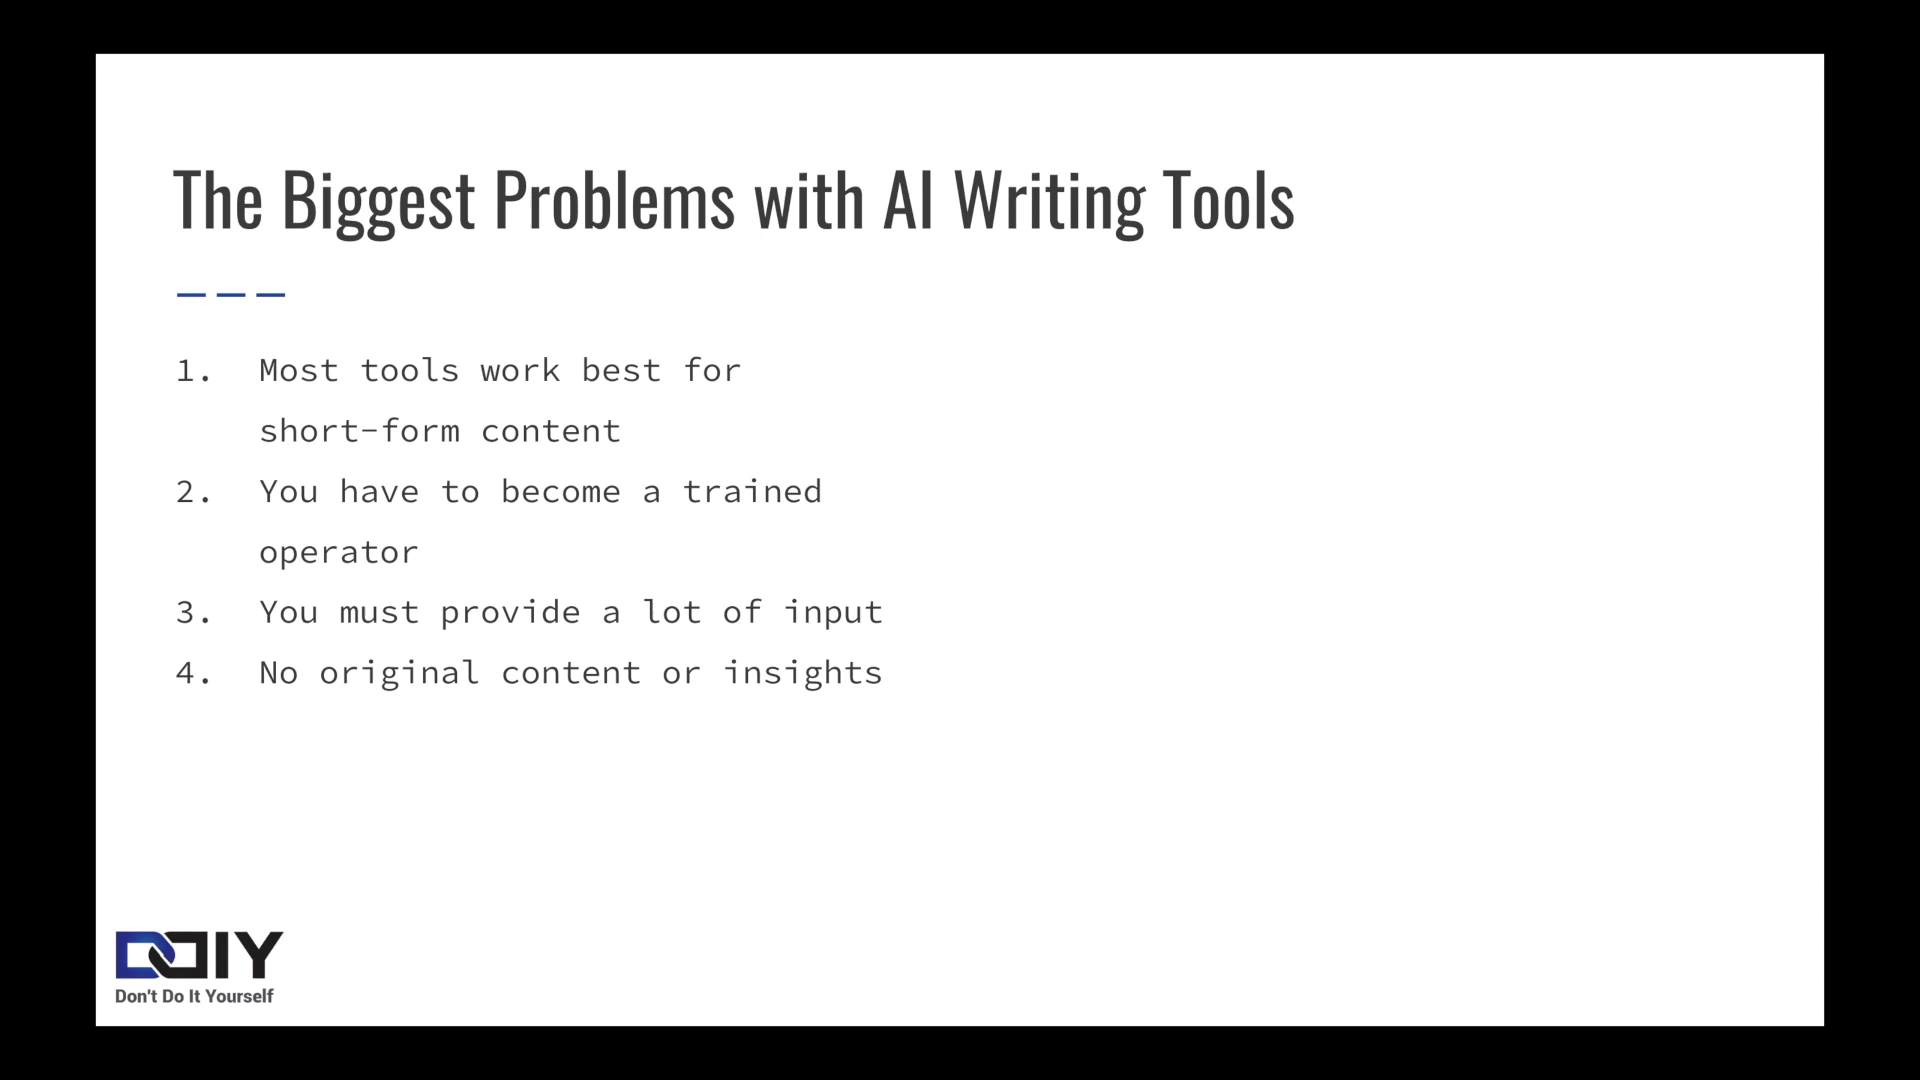 The Biggest Problems with AI Writing Tools
1. Most tools work best for
short-form content
2. You have to become a trained
operator
3. You must provide a lot of input
4. No original content or insights
DDIY
Don't Do It Yourself